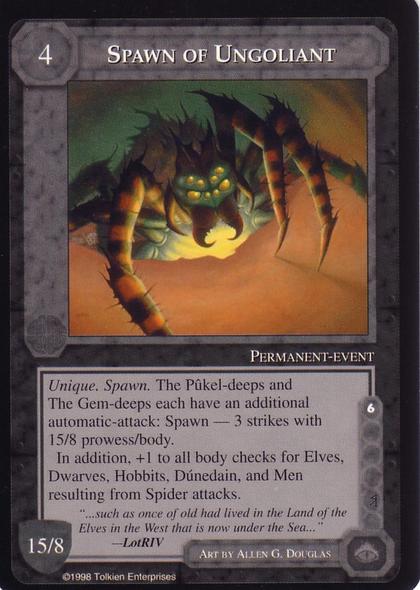 4
SPAWN OF UNGOLIANT
PERMANENT-EVENT
Unique. Spawn. The Pûkel-deeps and
The Gem-deeps each have an additional
automatic-attack: Spawn — 3 strikes with
15/8 prowess/body.
In addition, +1 to all body checks for Elves,
Dwarves, Hobbits, Dúnedain, and Men
resulting from Spider attacks.
"...such as once of old had lived in the Land of the
Elves in the West that is now under the Sea..."
—LotRIV
6
15/8
ART BY ALLEN G. DOUGLAS
©1998 Tolkien Enterprises